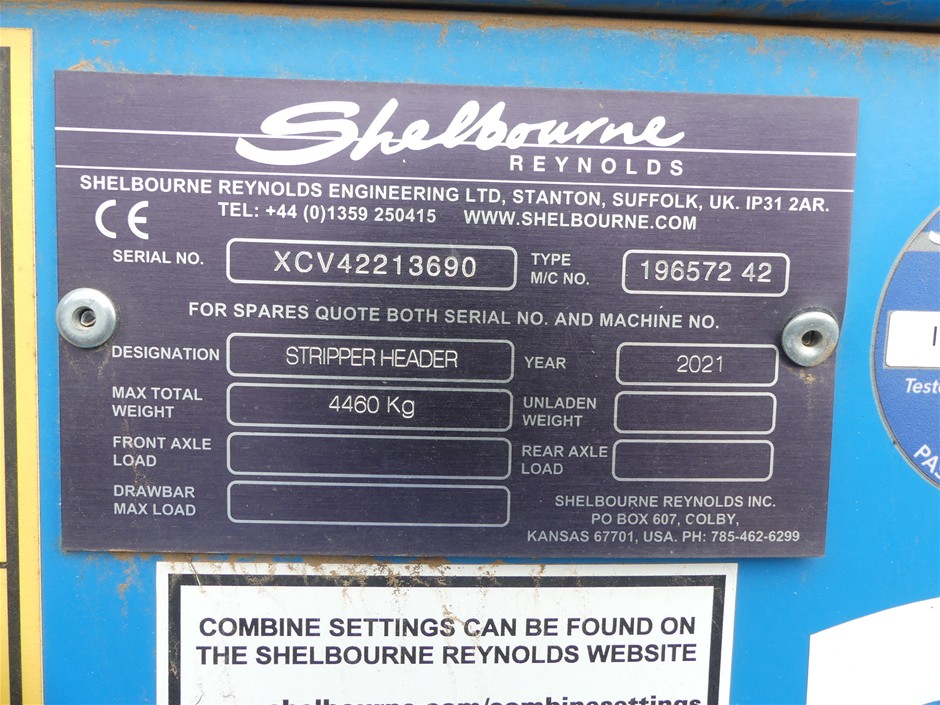 Shelbourne
REYNOLDS
SHELBOURNE REYNOLDS ENGINEERING LTD, STANTON, SUFFOLK, UK. IP31 2AR.
CE TEL: +44 (0)1359 250415 WWW.SHELBOURNE.COM
SERIAL NO. XCV42213690 TYPE M/C NO. 196572 42
FOR SPARES QUOTE BOTH SERIAL NO. AND MACHINE NO.
DESIGNATION STRIPPER HEADER YEAR 2021
MAX TOTAL WEIGHT 4460 Kg UNLADEN WEIGHT
FRONT AXLE LOAD REAR AXLE LOAD
DRAWBAR MAX LOAD
SHELBOURNE REYNOLDS INC.
PO BOX 607, COLBY,
KANSAS 67701, USA. PH: 785-462-6299
COMBINE SETTINGS CAN BE FOUND ON
THE SHELBOURNE REYNOLDS WEBSITE
shelbourne.com/combinesettings